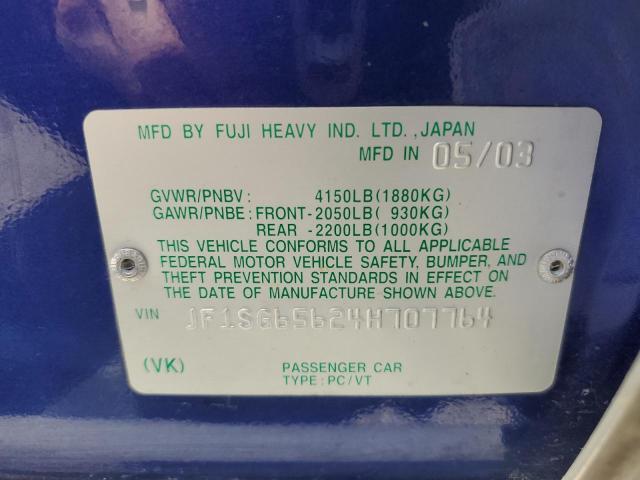 MFD BY FUJI HEAVY IND. LTD.,JAPAN
MFD IN 05/03
GVWR/PNBV: 4150LB(1880KG)
GAWR/PNBE: FRONT-2050LB( 930KG)
REAR -2200LB(1000KG)
THIS VEHICLE CONFORMS TO ALL APPLICABLE
FEDERAL MOTOR VEHICLE SAFETY, BUMPER, AND
THEFT PREVENTION STANDARDS IN EFFECT ON
THE DATE OF MANUFACTURE SHOWN ABOVE.
VIN JF1SG65624H707764
(VK) PASSENGER CAR
TYPE:PC/VT